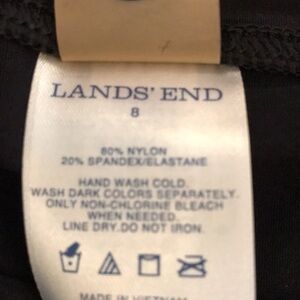 LANDS' END
8
80% NYLON
20% SPANDEX/ELASTANE
HAND WASH COLD.
WASH DARK COLORS SEPARATELY.
ONLY NON-CHLORINE BLEACH
WHEN NEEDED.
LINE DRY. DO NOT IRON.
MADE IN VIETNAM